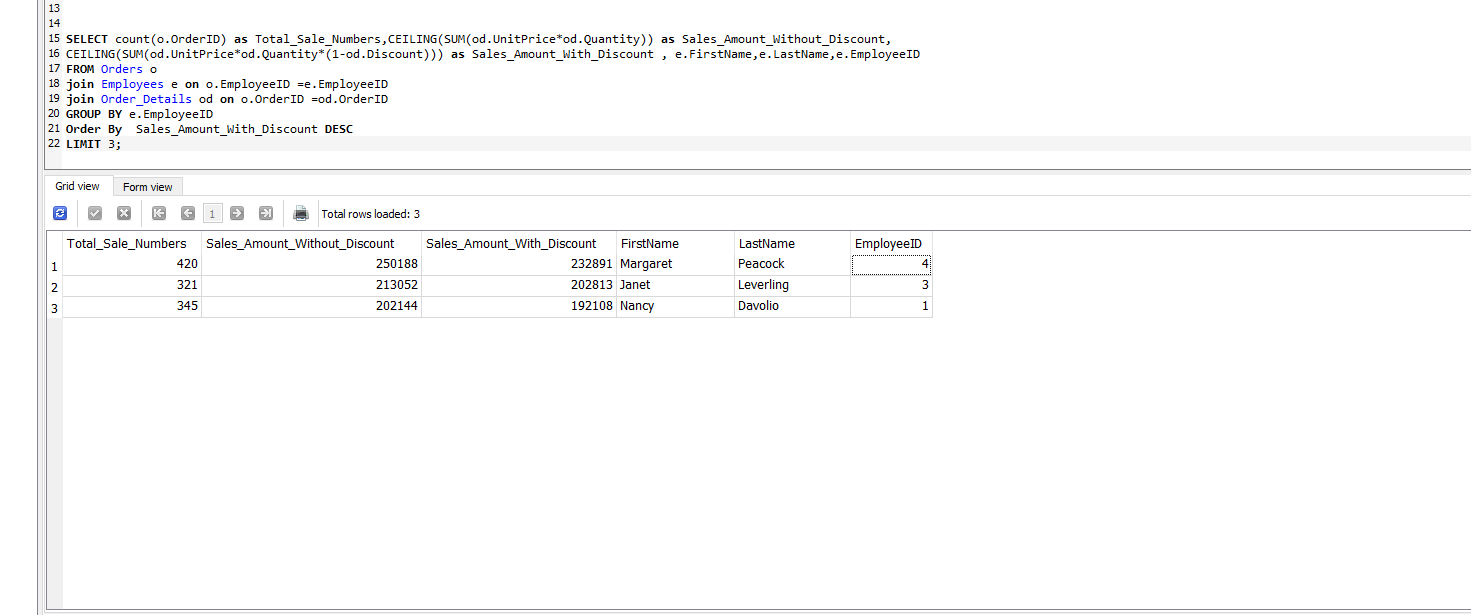 13
14
15 SELECT count(o.OrderID) as Total_Sale_Numbers,CEILING(SUM(od.UnitPrice*od.Quantity)) as Sales_Amount_Without_Discount,
16 CEILING(SUM(od.UnitPrice*od.Quantity*(1-od.Discount))) as Sales_Amount_With_Discount , e.FirstName,e.LastName,e.EmployeeID
17 FROM Orders o
18 join Employees e on o.EmployeeID =e.EmployeeID
19 join Order_Details od on o.OrderID =od.OrderID
20 GROUP BY e.EmployeeID
21 Order By  Sales_Amount_With_Discount DESC
22 LIMIT 3;
Grid view Form view
1 Total rows loaded: 3
Total_Sale_Numbers Sales_Amount_Without_Discount Sales_Amount_With_Discount FirstName LastName EmployeeID
1 420 250188 232891 Margaret Peacock 4
2 321 213052 202813 Janet Leverling 3
3 345 202144 192108 Nancy Davolio 1